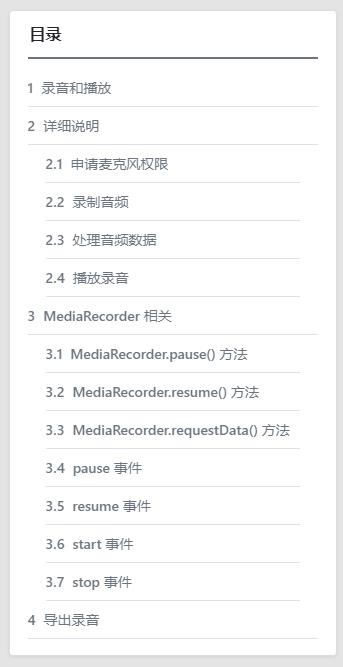 目录
1 录音和播放
2 详细说明
2.1 申请麦克风权限
2.2 录制音频
2.3 处理音频数据
2.4 播放录音
3 MediaRecorder 相关
3.1 MediaRecorder.pause() 方法
3.2 MediaRecorder.resume() 方法
3.3 MediaRecorder.requestData() 方法
3.4 pause 事件
3.5 resume 事件
3.6 start 事件
3.7 stop 事件
4 导出录音